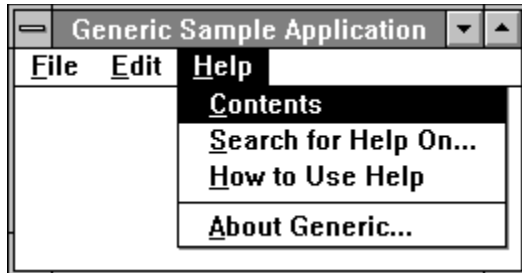 Generic Sample Application
File Edit Help
Contents
Search for Help On...
How to Use Help
About Generic...